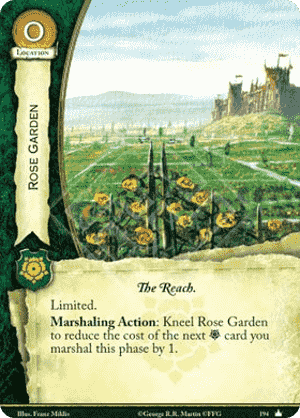 0
LOCATION
ROSE GARDEN
The Reach.
Limited.
Marshaling Action: Kneel Rose Garden
to reduce the cost of the next card you
marshal this phase by 1.
Illus. Franz Miklis
©George R.R. Martin ©FFG
194